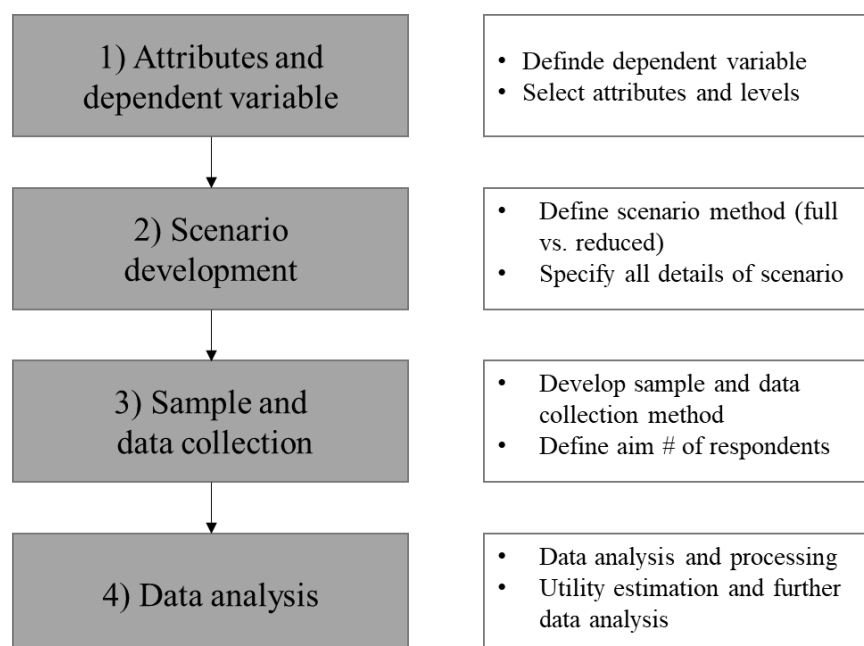 1) Attributes and
dependent variable
• Definde dependent variable
• Select attributes and levels
2) Scenario
development
• Define scenario method (full
vs. reduced)
• Specify all details of scenario
3) Sample and
data collection
• Develop sample and data
collection method
• Define aim # of respondents
4) Data analysis
• Data analysis and processing
• Utility estimation and further
data analysis